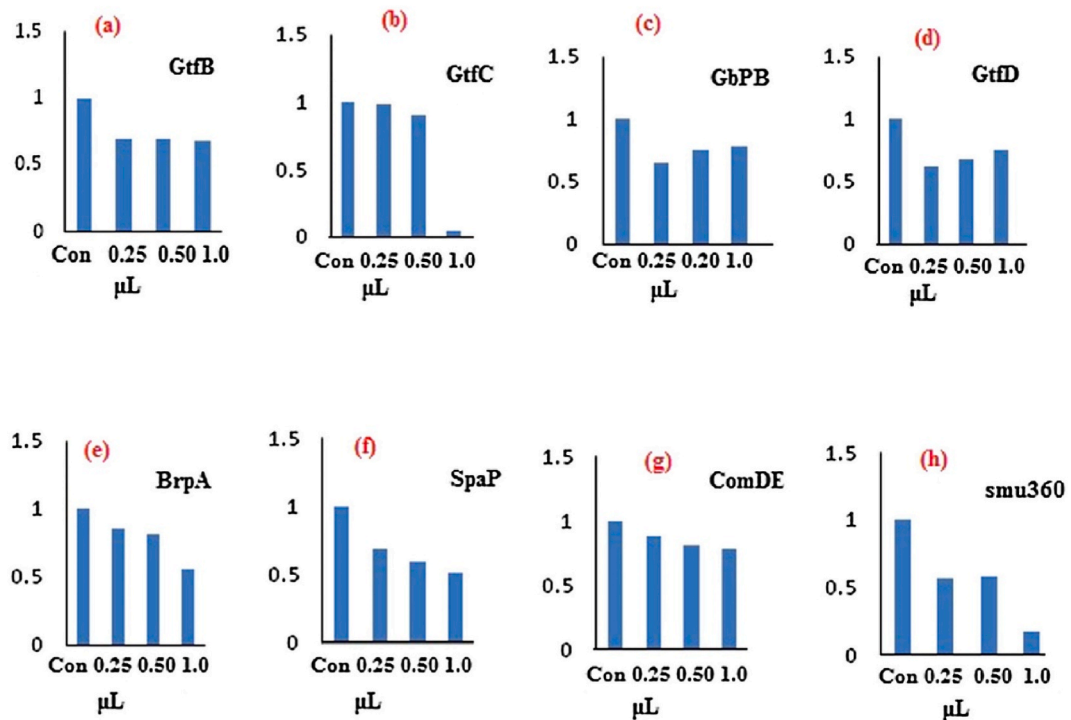 (a)
GtfB
1.5
1
0.5
0
Con 0.25 0.50 1.0
µL
(b)
GtfC
1.5
1
0.5
0
Con 0.25 0.50 1.0
µL
(c)
GbPB
1.5
1
0.5
0
Con 0.25 0.20 1.0
µL
(d)
GtfD
1.5
1
0.5
0
Con 0.25 0.50 1.0
µL
(e)
BrpA
1.5
1
0.5
0
Con 0.25 0.50 1.0
µL
(f)
SpaP
1.5
1
0.5
0
Con 0.25 0.50 1.0
µL
(g)
ComDE
1.5
1
0.5
0
Con 0.25 0.50 1.0
µL
(h)
smu360
1.5
1
0.5
0
Con 0.25 0.50 1.0
µL